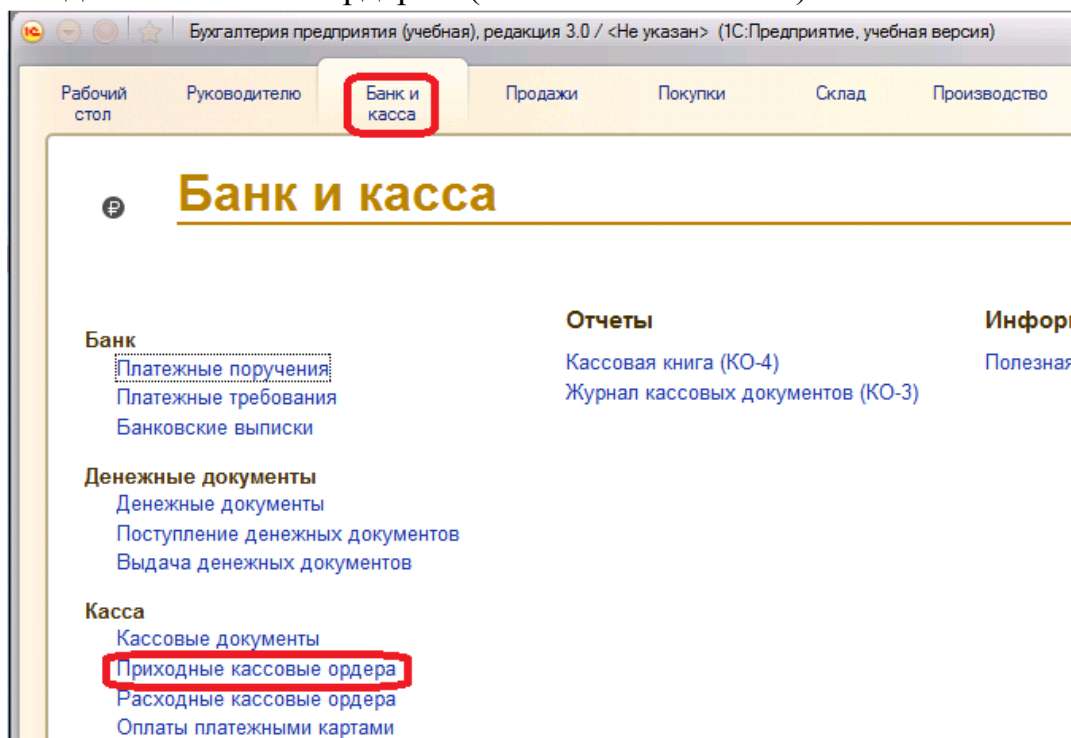 Бухгалтерия предприятия (учебная), редакция 3.0 / <Не указан> (1С:Предприятие, учебная версия)
Рабочий стол
Руководителю
Банк и касса
Продажи
Покупки
Склад
Производство
Банк и касса
Банк
Платежные поручения
Платежные требования
Банковские выписки
Денежные документы
Денежные документы
Поступление денежных документов
Выдача денежных документов
Касса
Кассовые документы
Приходные кассовые ордера
Расходные кассовые ордера
Оплаты платежными картами
Отчеты
Кассовая книга (КО-4)
Журнал кассовых документов (КО-3)
Инфор
Полезная